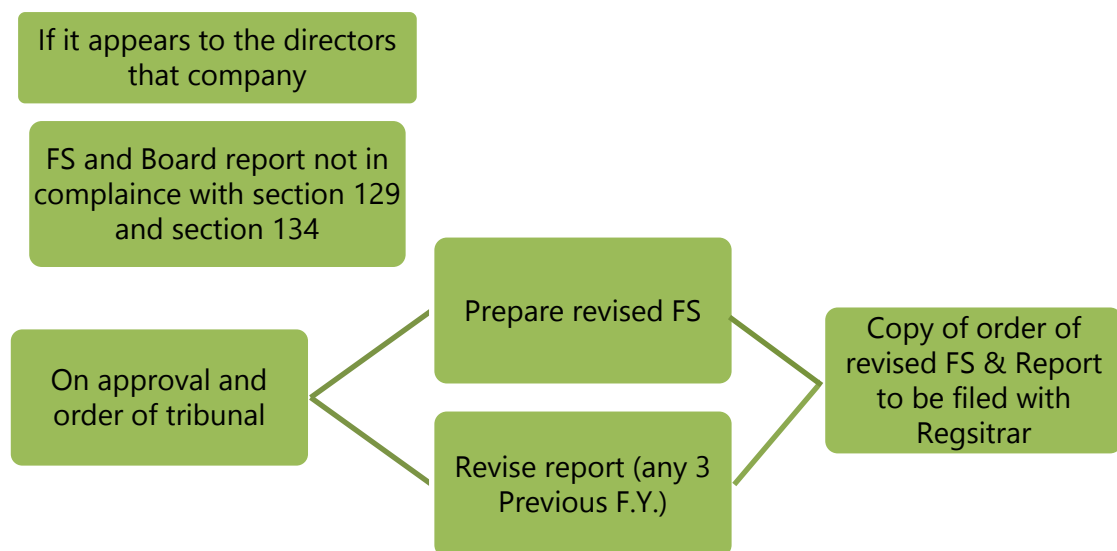 If it appears to the directors
that company
FS and Board report not in
complaince with section 129
and section 134
On approval and
order of tribunal
Prepare revised FS
Revise report (any 3
Previous F.Y.)
Copy of order of
revised FS & Report
to be filed with
Regsitrar